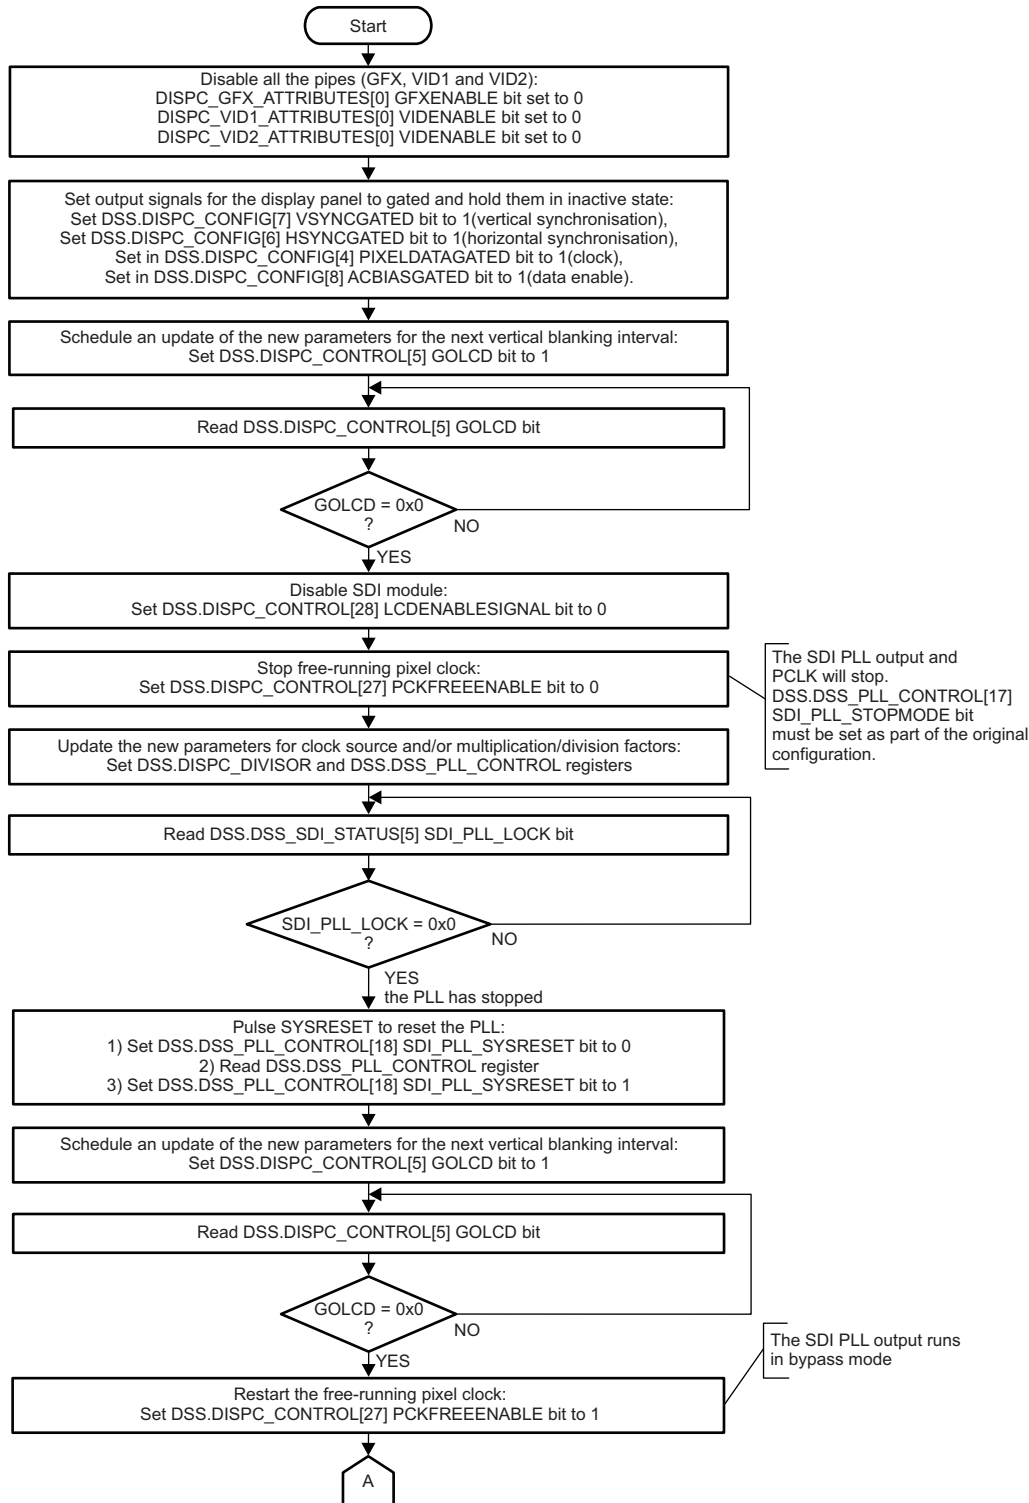 Start
Disable all the pipes (GFX, VID1 and VID2):
DISPC_GFX_ATTRIBUTES[0] GFXENABLE bit set to 0
DISPC_VID1_ATTRIBUTES[0] VIDENABLE bit set to 0
DISPC_VID2_ATTRIBUTES[0] VIDENABLE bit set to 0
Set output signals for the display panel to gated and hold them in inactive state:
Set DSS.DISPC_CONFIG[7] VSYNCGATED bit to 1(vertical synchronisation),
Set DSS.DISPC_CONFIG[6] HSYNCGATED bit to 1(horizontal synchronisation),
Set in DSS.DISPC_CONFIG[4] PIXELDATAGATED bit to 1(clock),
Set in DSS.DISPC_CONFIG[8] ACBIASGATED bit to 1(data enable).
Schedule an update of the new parameters for the next vertical blanking interval:
Set DSS.DISPC_CONTROL[5] GOLCD bit to 1
Read DSS.DISPC_CONTROL[5] GOLCD bit
GOLCD = 0x0
?
NO
YES
Disable SDI module:
Set DSS.DISPC_CONTROL[28] LCDENABLESIGNAL bit to 0
Stop free-running pixel clock:
Set DSS.DISPC_CONTROL[27] PCKFREEENABLE bit to 0
The SDI PLL output and
PCLK will stop.
DSS.DSS_PLL_CONTROL[17]
SDI_PLL_STOPMODE bit
must be set as part of the original
configuration.
Update the new parameters for clock source and/or multiplication/division factors:
Set DSS.DISPC_DIVISOR and DSS.DSS_PLL_CONTROL registers
Read DSS.DSS_SDI_STATUS[5] SDI_PLL_LOCK bit
SDI_PLL_LOCK = 0x0
?
NO
YES
the PLL has stopped
Pulse SYSRESET to reset the PLL:
1) Set DSS.DSS_PLL_CONTROL[18] SDI_PLL_SYSRESET bit to 0
2) Read DSS.DSS_PLL_CONTROL register
3) Set DSS.DSS_PLL_CONTROL[18] SDI_PLL_SYSRESET bit to 1
Schedule an update of the new parameters for the next vertical blanking interval:
Set DSS.DISPC_CONTROL[5] GOLCD bit to 1
Read DSS.DISPC_CONTROL[5] GOLCD bit
GOLCD = 0x0
?
NO
YES
The SDI PLL output runs
in bypass mode
Restart the free-running pixel clock:
Set DSS.DISPC_CONTROL[27] PCKFREEENABLE bit to 1
A